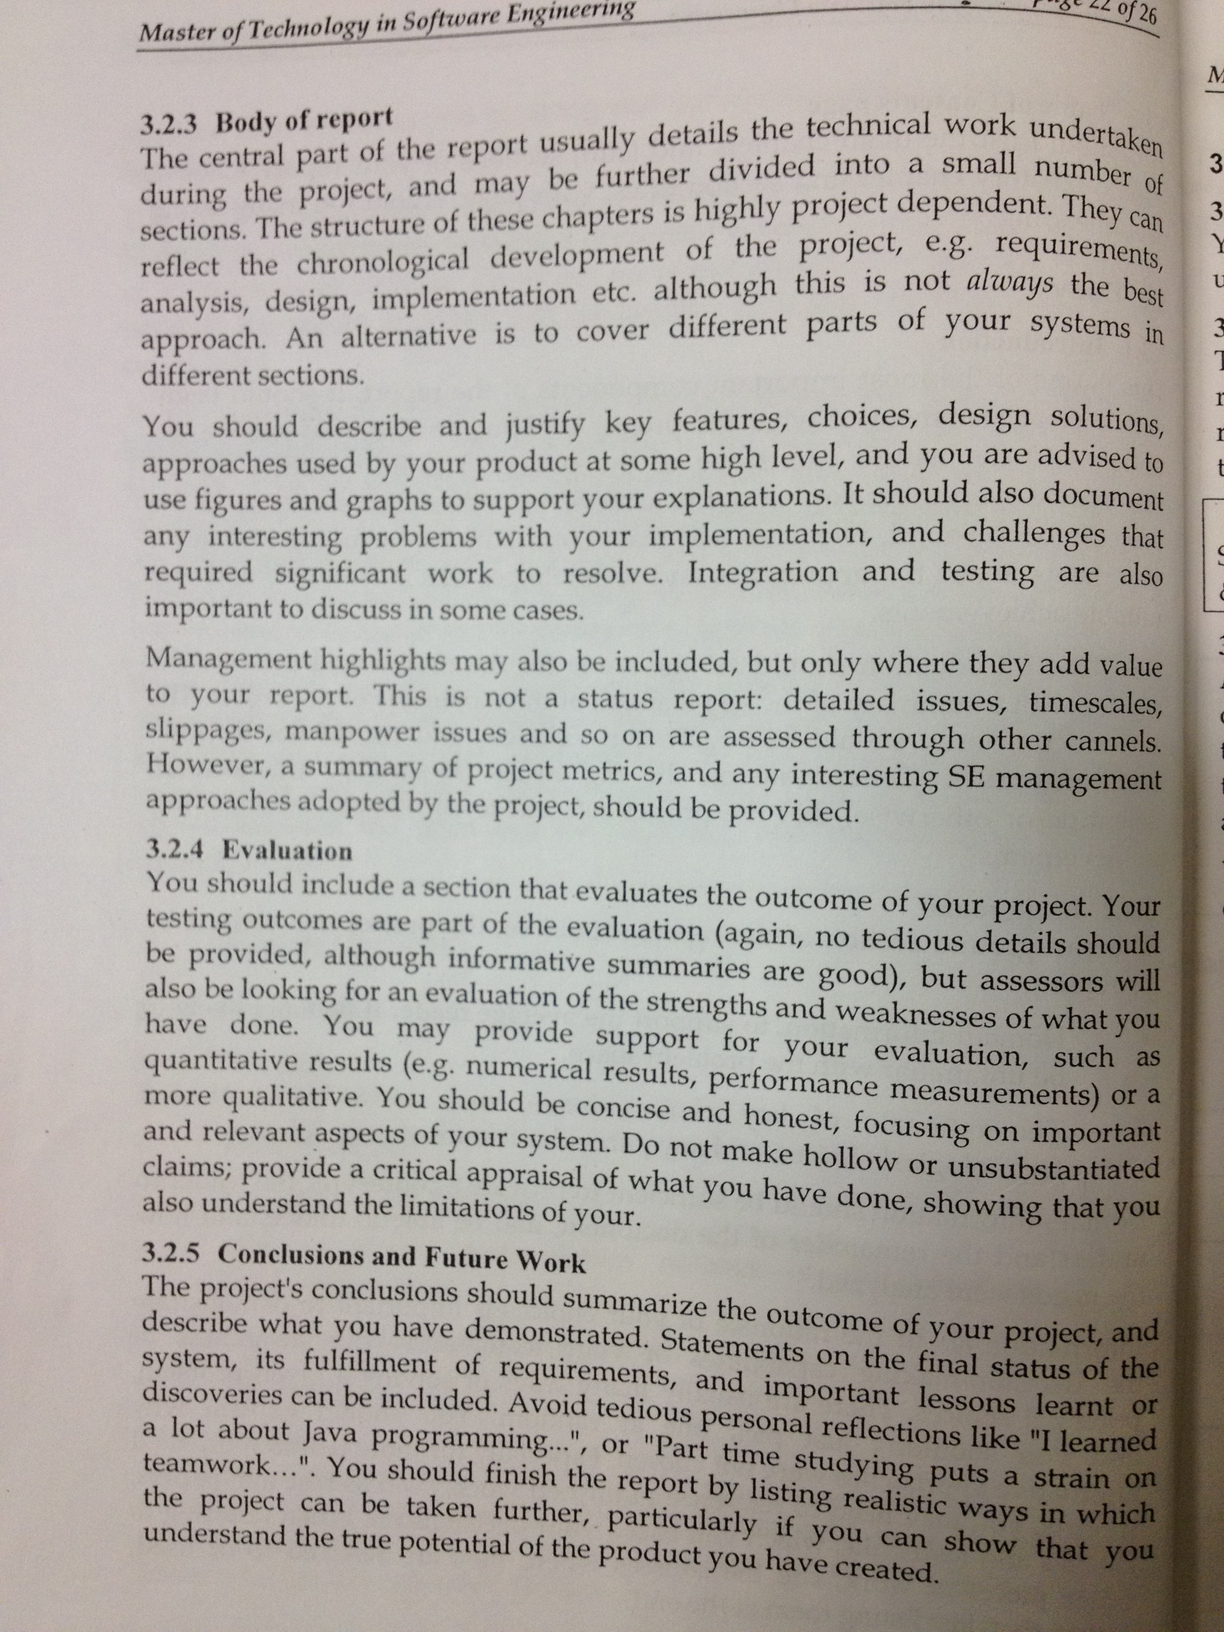 Master of Technology in Software Engineering
page 22 of 26
3.2.3 Body of report
The central part of the report usually details the technical work undertaken
during the project, and may be further divided into a small number of
sections. The structure of these chapters is highly project dependent. They can
reflect the chronological development of the project, e.g. requirements,
analysis, design, implementation etc. although this is not always the best
approach. An alternative is to cover different parts of your systems in
different sections.
You should describe and justify key features, choices, design solutions,
approaches used by your product at some high level, and you are advised to
use figures and graphs to support your explanations. It should also document
any interesting problems with your implementation, and challenges that
required significant work to resolve. Integration and testing are also
important to discuss in some cases.
Management highlights may also be included, but only where they add value
to your report. This is not a status report: detailed issues, timescales,
slippages, manpower issues and so on are assessed through other cannels.
However, a summary of project metrics, and any interesting SE management
approaches adopted by the project, should be provided.
3.2.4 Evaluation
You should include a section that evaluates the outcome of your project. Your
testing outcomes are part of the evaluation (again, no tedious details should
be provided, although informative summaries are good), but assessors will
also be looking for an evaluation of the strengths and weaknesses of what you
have done. You may provide support for your evaluation, such as
quantitative results (e.g. numerical results, performance measurements) or a
more qualitative. You should be concise and honest, focusing on important
and relevant aspects of your system. Do not make hollow or unsubstantiated
claims; provide a critical appraisal of what you have done, showing that you
also understand the limitations of your.
3.2.5 Conclusions and Future Work
The project's conclusions should summarize the outcome of your project, and
describe what you have demonstrated. Statements on the final status of the
system, its fulfillment of requirements, and important lessons learnt or
discoveries can be included. Avoid tedious personal reflections like "I learned
a lot about Java programming...", or "Part time studying puts a strain on
teamwork...". You should finish the report by listing realistic ways in which
the project can be taken further, particularly if you can show that you
understand the true potential of the product you have created.